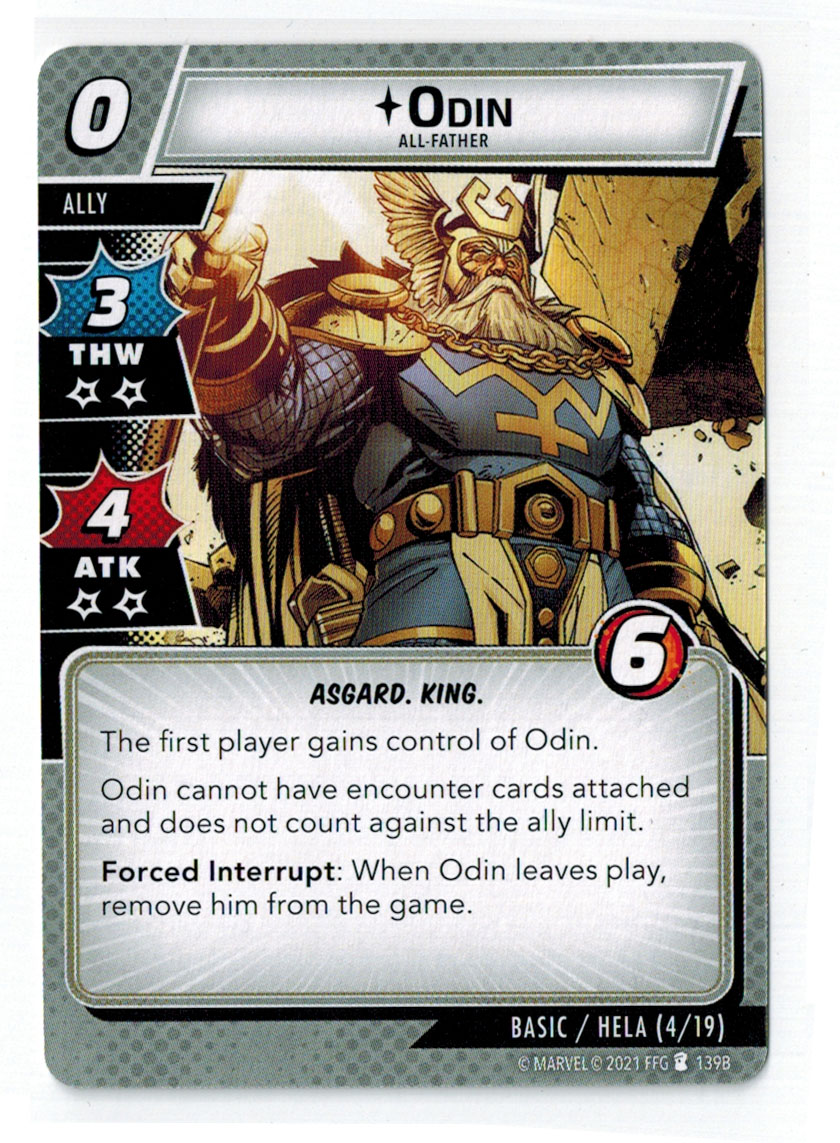 0
ODIN
ALL-FATHER
ALLY
3
THW
4
ATK
6
ASGARD. KING.
The first player gains control of Odin.
Odin cannot have encounter cards attached
and does not count against the ally limit.
Forced Interrupt: When Odin leaves play,
remove him from the game.
BASIC / HELA (4/19)
© MARVEL © 2021 FFG 139B